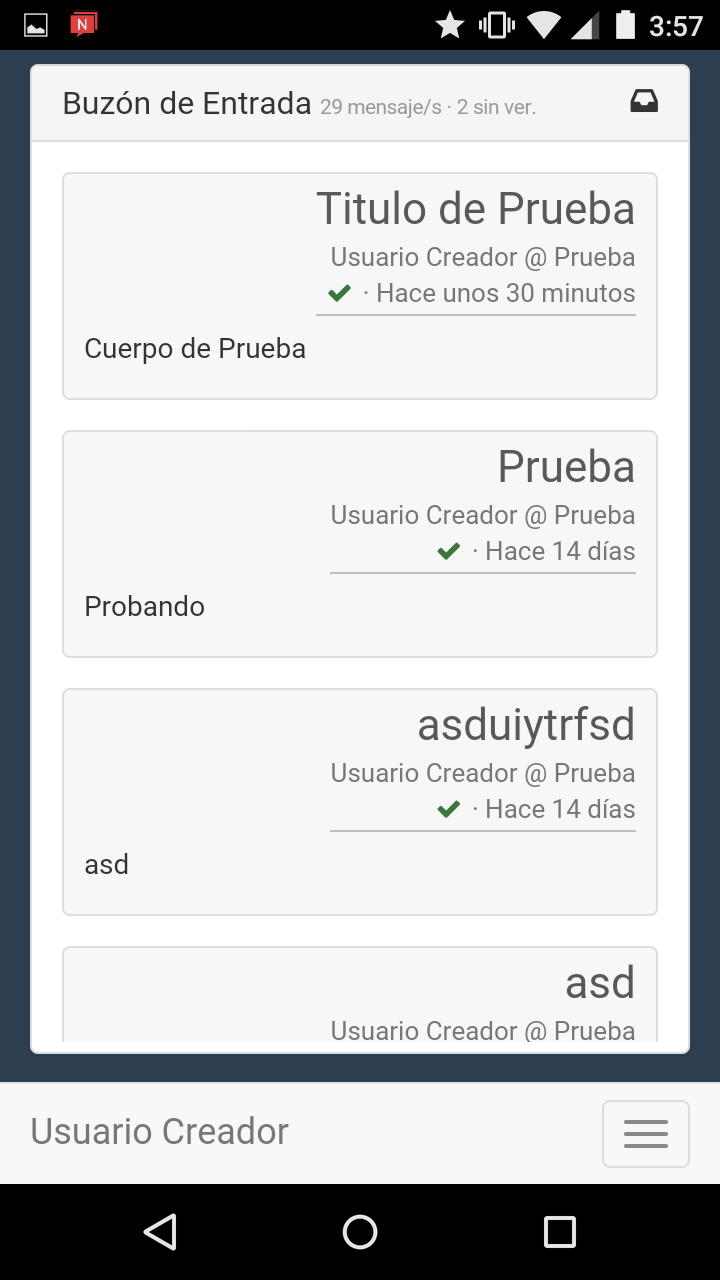 N 3:57
Buzón de Entrada 29 mensaje/s · 2 sin ver.
Titulo de Prueba
Usuario Creador @ Prueba
· Hace unos 30 minutos
Cuerpo de Prueba
Prueba
Usuario Creador @ Prueba
· Hace 14 días
Probando
asduiytrfsd
Usuario Creador @ Prueba
· Hace 14 días
asd
asd
Usuario Creador @ Prueba
Usuario Creador